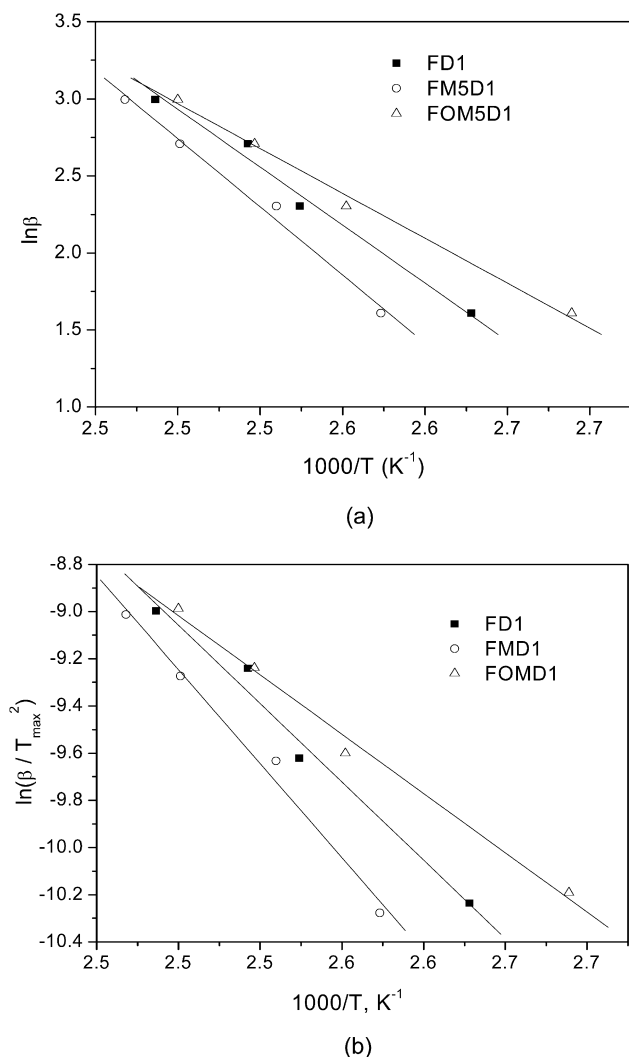 3.5
3.0
2.5
2.0
1.5
1.0
lnβ
FD1
FM5D1
FOM5D1
2.5 2.5 2.5 2.6 2.6 2.7 2.7
1000/T (K⁻¹)
(a)
-8.8
-9.0
-9.2
-9.6
-9.8
-10.0
-10.2
-10.4
ln(β / Tₘₐₓ²)
FD1
FMD1
FOMD1
2.5 2.5 2.5 2.6 2.6 2.7 2.7
1000/T, K⁻¹
(b)